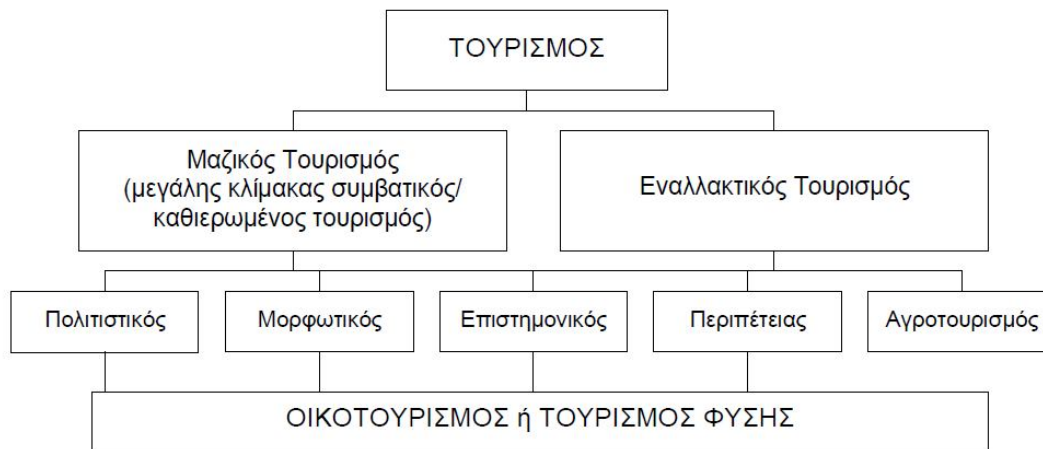 ΤΟΥΡΙΣΜΟΣ
Μαζικός Τουρισμός
(μεγάλης κλίμακας συμβατικός/
καθιερωμένος τουρισμός)
Εναλλακτικός Τουρισμός
Πολιτιστικός
Μορφωτικός
Επιστημονικός
Περιπέτειας
Αγροτουρισμός
ΟΙΚΟΤΟΥΡΙΣΜΟΣ ή ΤΟΥΡΙΣΜΟΣ ΦΥΣΗΣ